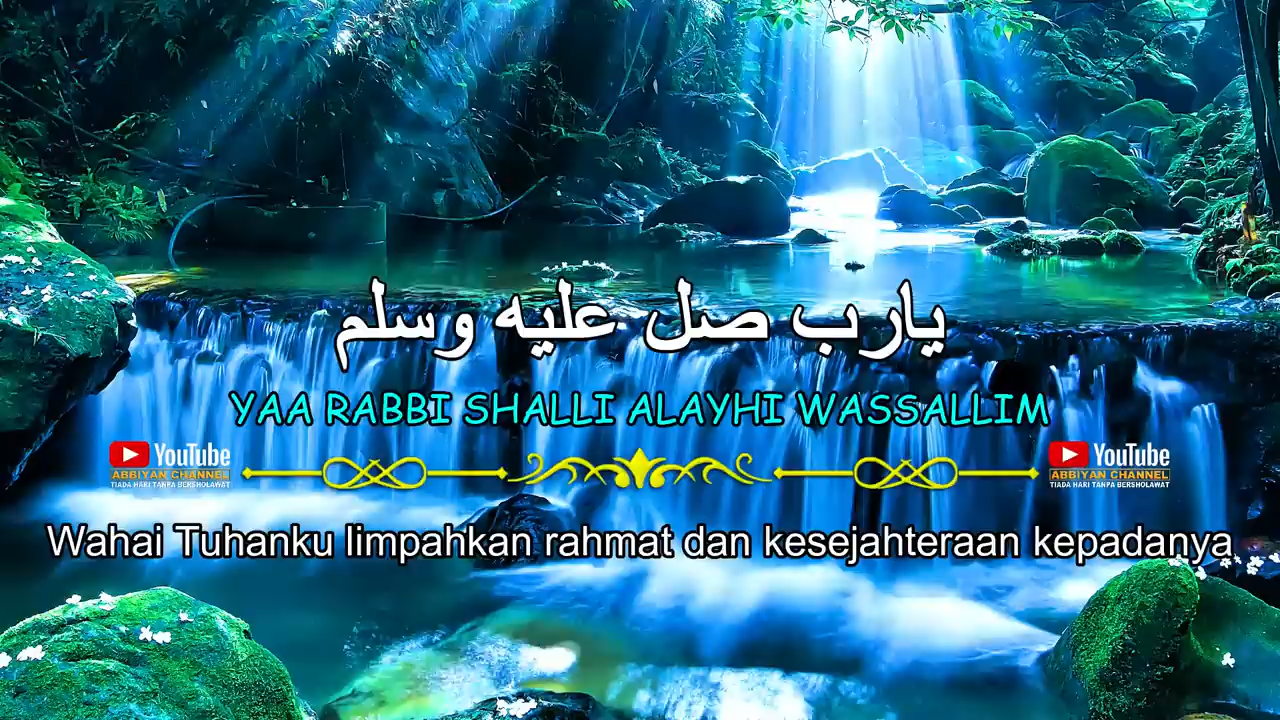 يارب صل عليه وسلم
YAA RABBI SHALLI ALAYHI WASSALLIM
YouTube
ABBIYAN CHANNEL
TIADA HARI TANPA BERSHOLAWAT
YouTube
ABBIYAN CHANNEL
TIADA HARI TANPA BERSHOLAWAT
Wahai Tuhanku limpahkan rahmat dan kesejahteraan kepadanya